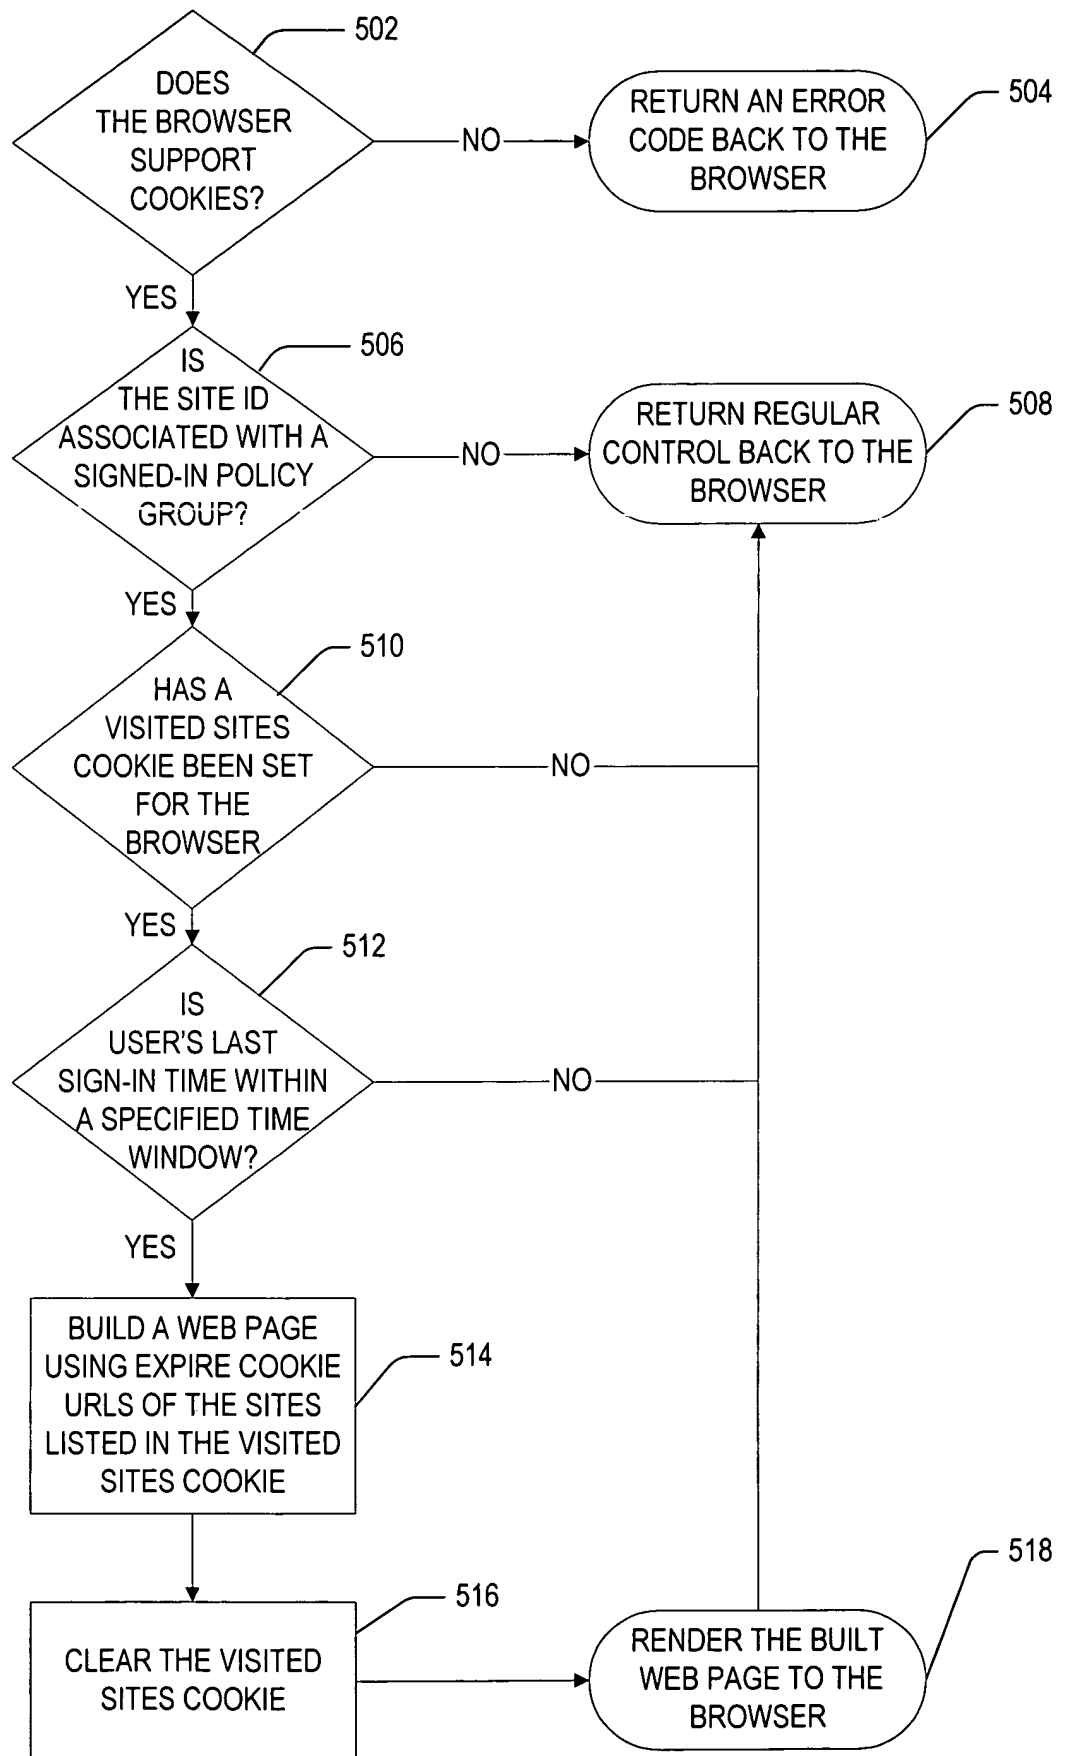 502
DOES
THE BROWSER
SUPPORT
COOKIES?
NO
RETURN AN ERROR
CODE BACK TO THE
BROWSER
504
YES
506
IS
THE SITE ID
ASSOCIATED WITH A
SIGNED-IN POLICY
GROUP?
NO
RETURN REGULAR
CONTROL BACK TO THE
BROWSER
508
YES
510
HAS A
VISITED SITES
COOKIE BEEN SET
FOR THE
BROWSER
NO
YES
512
IS
USER'S LAST
SIGN-IN TIME WITHIN
A SPECIFIED TIME
WINDOW?
NO
YES
BUILD A WEB PAGE
USING EXPIRE COOKIE
URLS OF THE SITES
LISTED IN THE VISITED
SITES COOKIE
514
516
CLEAR THE VISITED
SITES COOKIE
518
RENDER THE BUILT
WEB PAGE TO THE
BROWSER